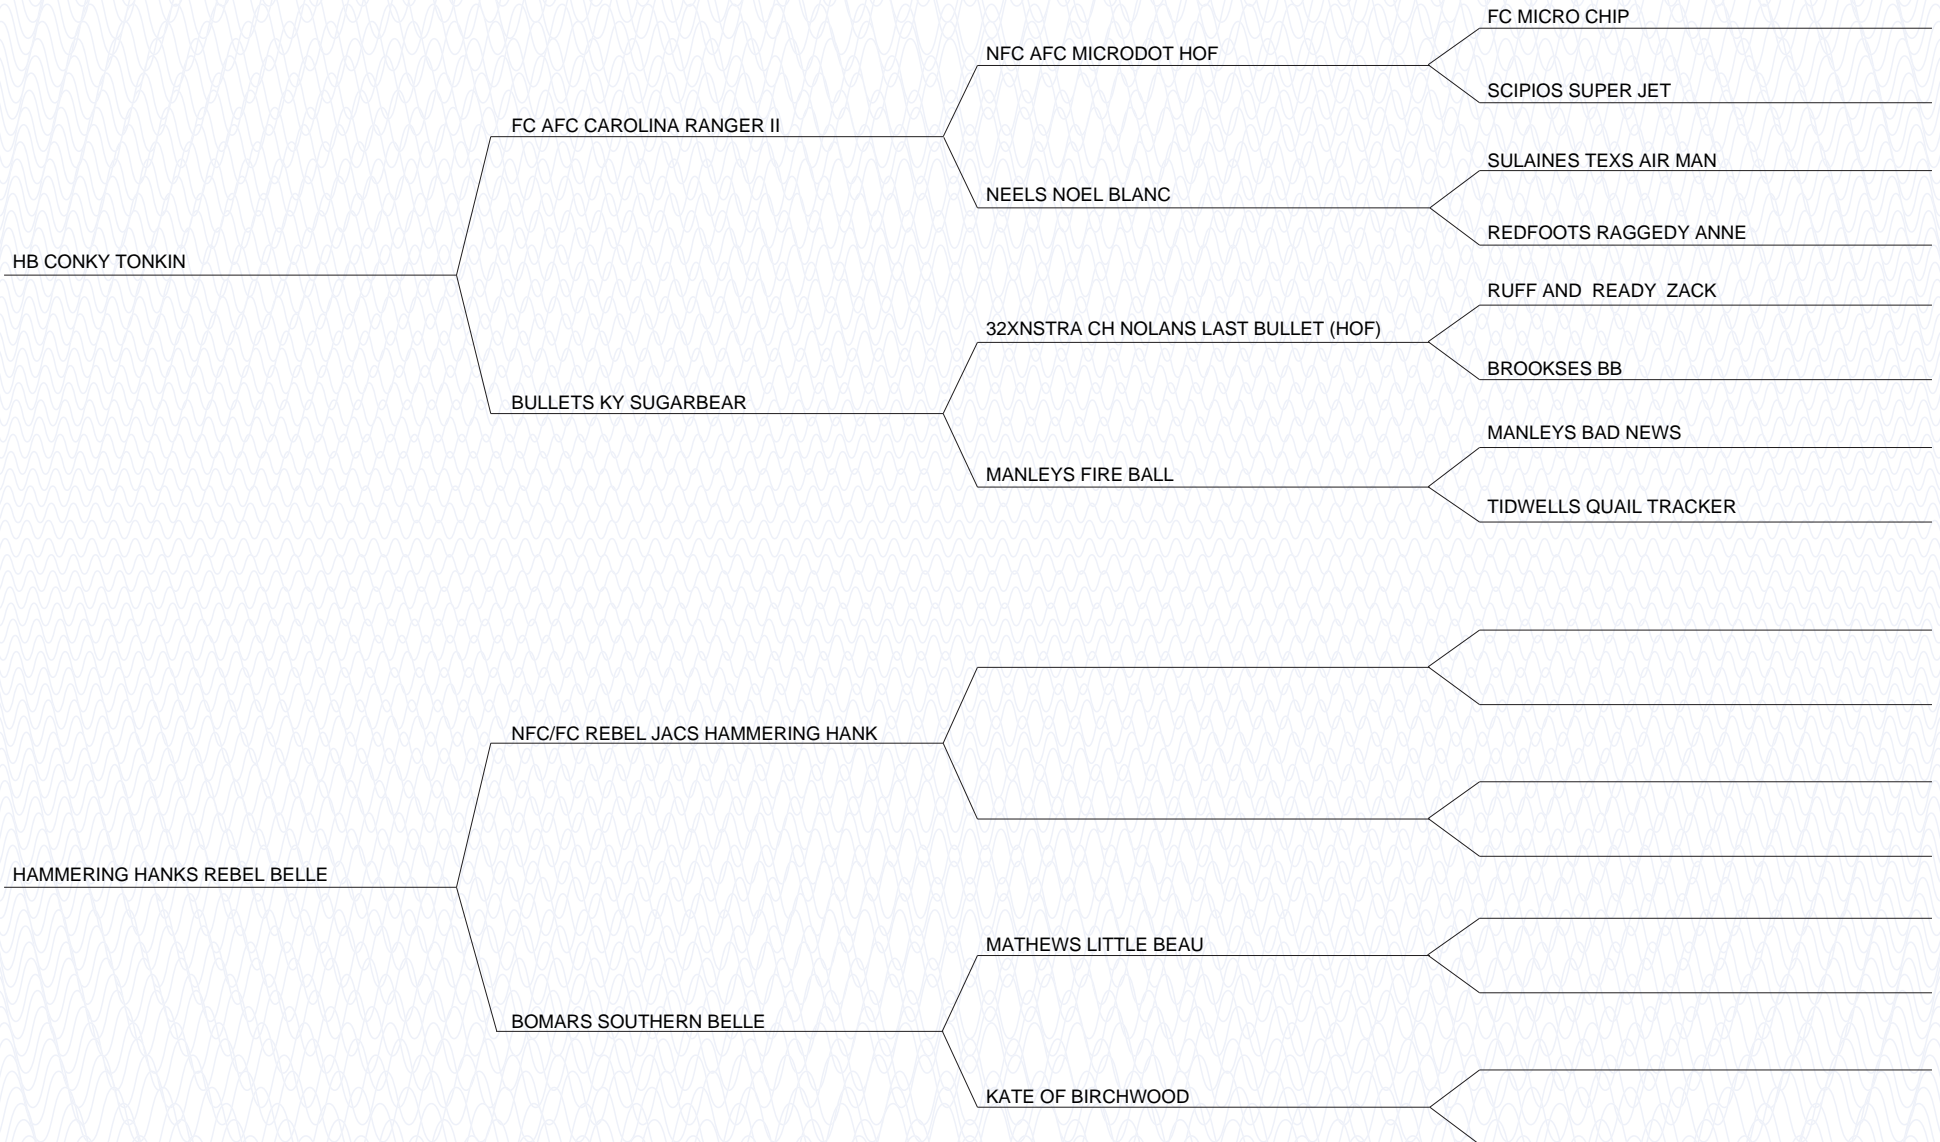 FC MICRO CHIP
NFC AFC MICRODOT HOF
SCIPIOS SUPER JET
FC AFC CAROLINA RANGER II
SULAINES TEXS AIR MAN
NEELS NOEL BLANC
REDFOOTS RAGGEDY ANNE
HB CONKY TONKIN
RUFF AND  READY  ZACK
32XNSTRA CH NOLANS LAST BULLET (HOF)
BROOKSES BB
BULLETS KY SUGARBEAR
MANLEYS BAD NEWS
MANLEYS FIRE BALL
TIDWELLS QUAIL TRACKER
NFC/FC REBEL JACS HAMMERING HANK
HAMMERING HANKS REBEL BELLE
MATHEWS LITTLE BEAU
BOMARS SOUTHERN BELLE
KATE OF BIRCHWOOD